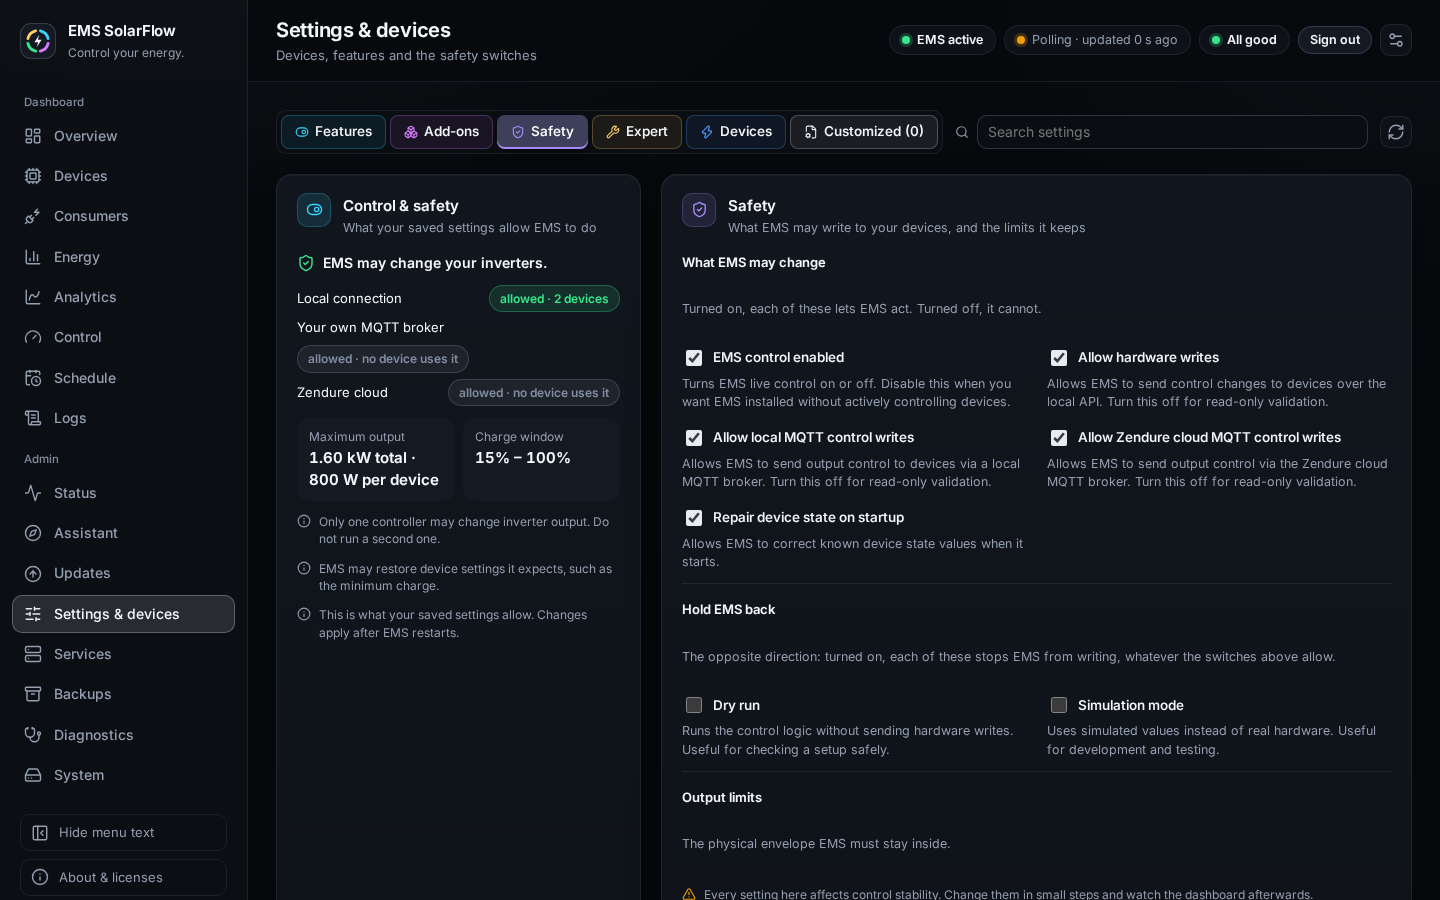 EMS SolarFlow
Control your energy.
Dashboard
Overview
Devices
Consumers
Energy
Analytics
Control
Schedule
Logs
Admin
Status
Assistant
Updates
Settings & devices
Services
Backups
Diagnostics
System
Hide menu text
About & licenses
Settings & devices
Devices, features and the safety switches
EMS active
Polling · updated 0 s ago
All good
Sign out
Features
Add-ons
Safety
Expert
Devices
Customized (0)
Search settings
Control & safety
What your saved settings allow EMS to do
EMS may change your inverters.
Local connection
allowed · 2 devices
Your own MQTT broker
allowed · no device uses it
Zendure cloud
allowed · no device uses it
Maximum output
1.60 kW total ·
800 W per device
Charge window
15% – 100%
Only one controller may change inverter output. Do
not run a second one.
EMS may restore device settings it expects, such as
the minimum charge.
This is what your saved settings allow. Changes
apply after EMS restarts.
Safety
What EMS may write to your devices, and the limits it keeps
What EMS may change
Turned on, each of these lets EMS act. Turned off, it cannot.
EMS control enabled
Turns EMS live control on or off. Disable this when you
want EMS installed without actively controlling devices.
Allow hardware writes
Allows EMS to send control changes to devices over the
local API. Turn this off for read-only validation.
Allow local MQTT control writes
Allows EMS to send output control to devices via a local
MQTT broker. Turn this off for read-only validation.
Allow Zendure cloud MQTT control writes
Allows EMS to send output control via the Zendure cloud
MQTT broker. Turn this off for read-only validation.
Repair device state on startup
Allows EMS to correct known device state values when it
starts.
Hold EMS back
The opposite direction: turned on, each of these stops EMS from writing, whatever the switches above allow.
Dry run
Runs the control logic without sending hardware writes.
Useful for checking a setup safely.
Simulation mode
Uses simulated values instead of real hardware. Useful
for development and testing.
Output limits
The physical envelope EMS must stay inside.
Every setting here affects control stability. Change them in small steps and watch the dashboard afterwards.